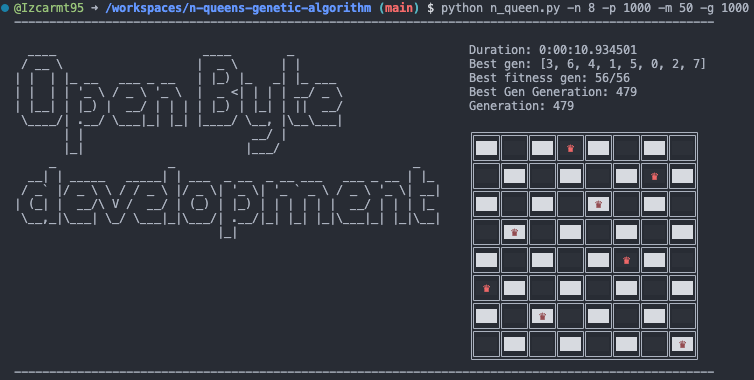 @Izcarmt95 → /workspaces/n-queens-genetic-algorithm (main) $ python n_queen.py -n 8 -p 1000 -m 50 -g 1000
OpenByte
development
Duration: 0:00:10.934501
Best gen: [3, 6, 4, 1, 5, 0, 2, 7]
Best fitness gen: 56/56
Best Gen Generation: 479
Generation: 479